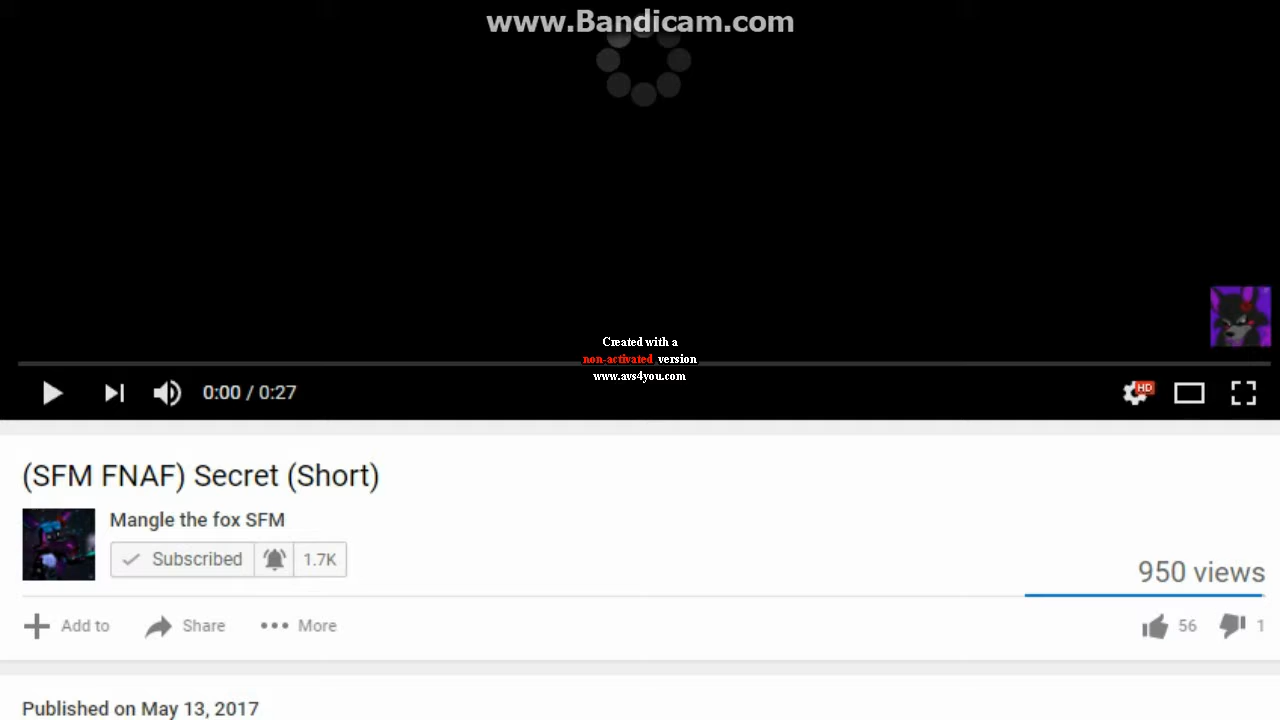 www.Bandicam.com
Created with a
non-activated version
www.avs4you.com
0:00 / 0:27
HD
(SFM FNAF) Secret (Short)
Mangle the fox SFM
Subscribed 1.7K
950 views
Add to Share More 56 1
Published on May 13, 2017